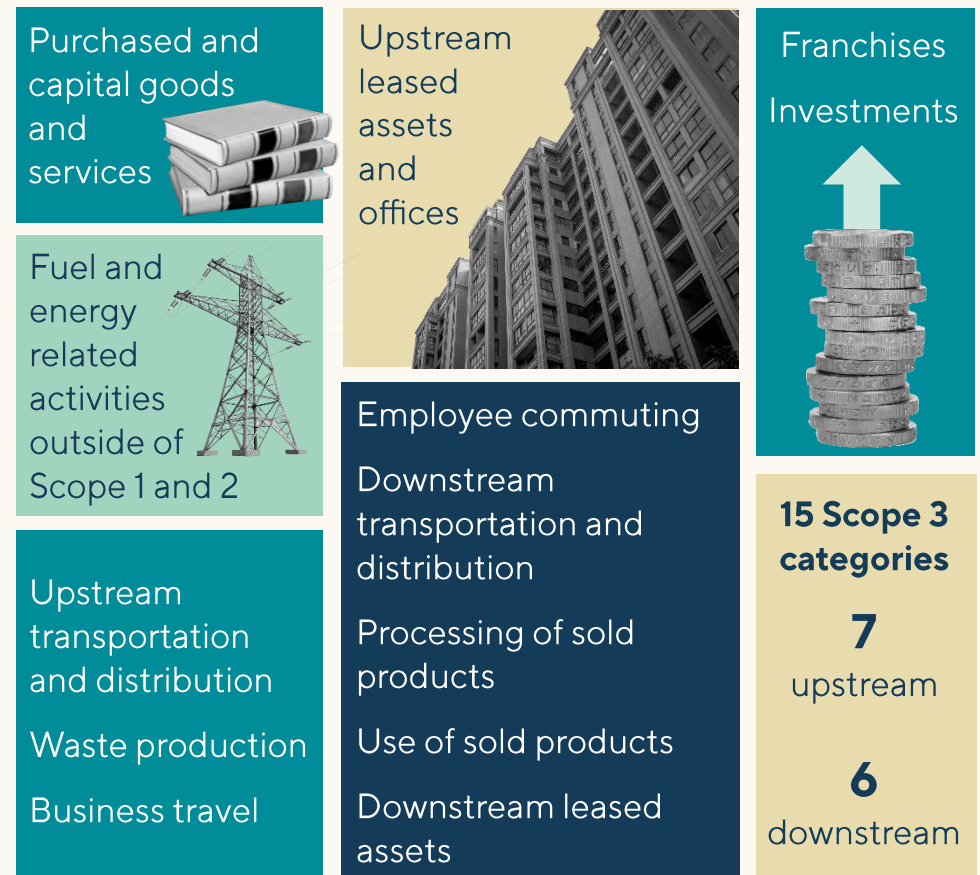 Purchased and
capital goods
and
services
Fuel and
energy
related
activities
outside of
Scope 1 and 2
Upstream
transportation
and distribution
Waste production
Business travel
Upstream
leased
assets
and
offices
Employee commuting
Downstream
transportation and
distribution
Processing of sold
products
Use of sold products
Downstream leased
assets
Franchises
Investments
15 Scope 3
categories
7
upstream
6
downstream